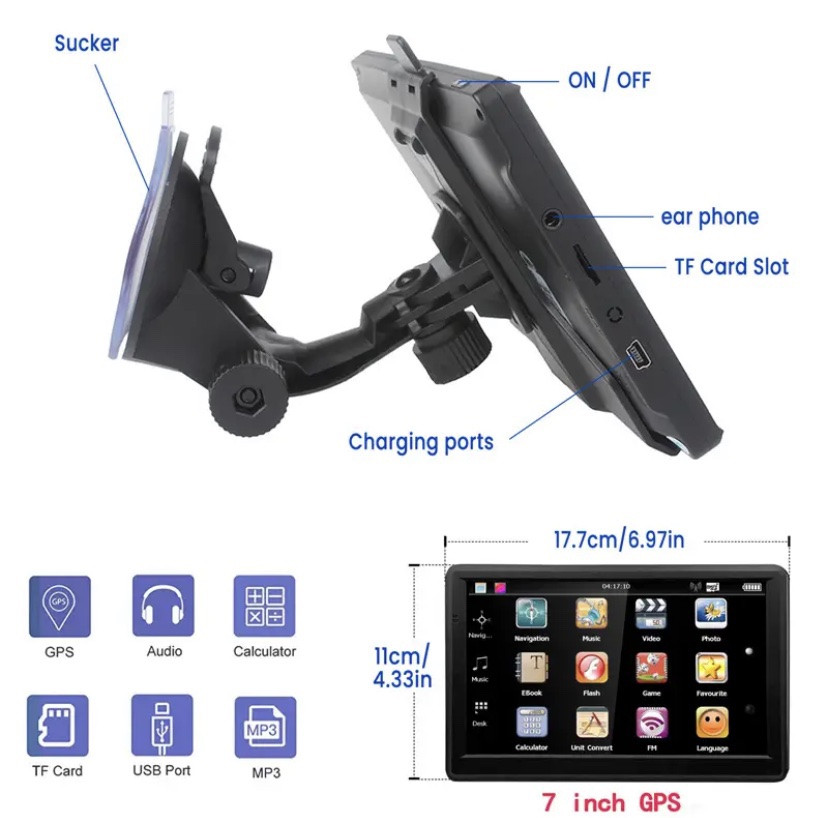 Sucker
ON / OFF
ear phone
TF Card Slot
Charging ports
17.7cm/6.97in
11cm/
4.33in
GPS
GPS
Audio
Calculator
TF Card
USB Port
MP3
MP3
04:17:10
Navig...
Navigation
Music
Video
Photo
Music
EBook
Flash
Game
Favourite
Desk
Calculator
Unit Convert
FM
Language
7 inch GPS